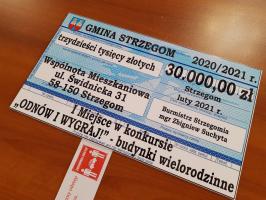 GMINA STRZEGOM 2020/2021 r.
trzydzieści tysięcy złotych
30.000,00 zł
Wspólnota Mieszkaniowa
ul. Świdnicka 31
58-150 Strzegom
Strzegom
luty 2021 r.
Burmistrz Strzegomia
mgr Zbigniew Suchyta
I Miejsce w konkursie
„ODNÓW I WYGRAJ!” - budynki wielorodzinne